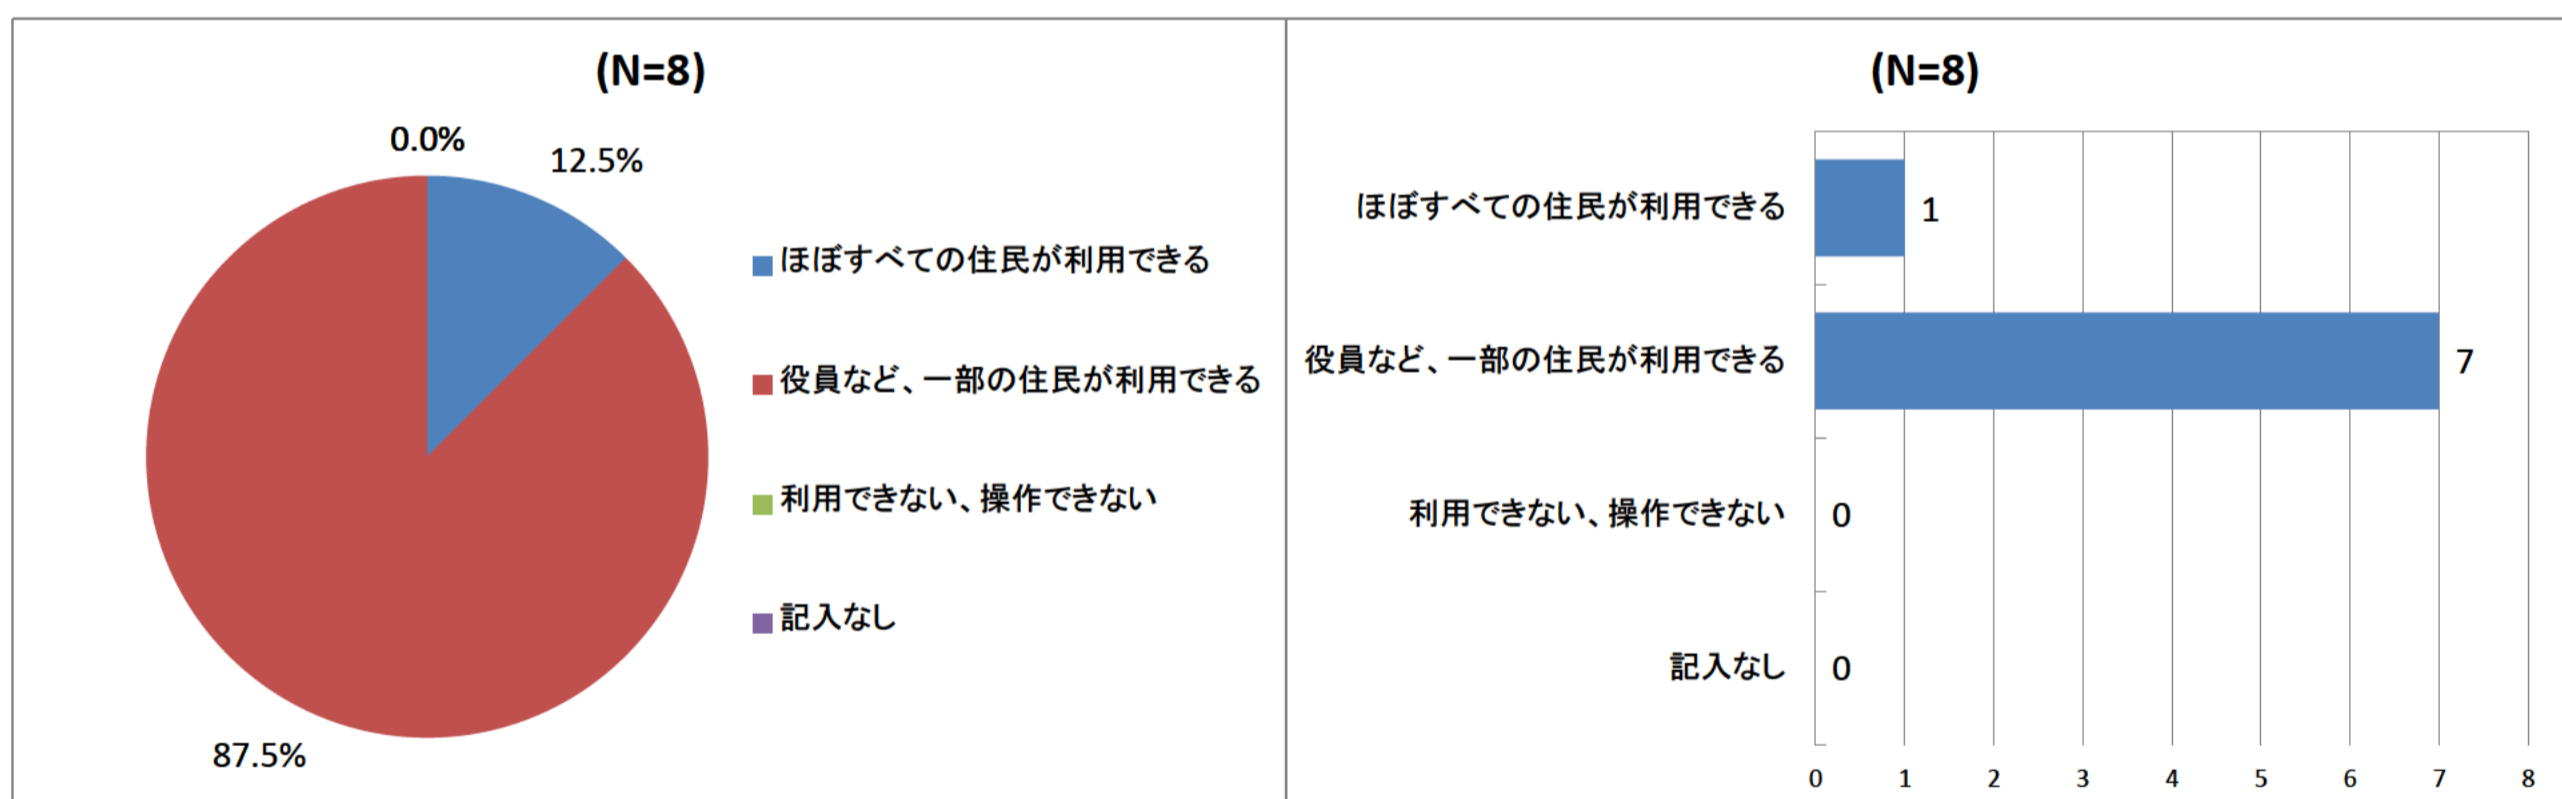 (N=8)
0.0%
12.5%
ほぼすべての住民が利用できる
役員など、一部の住民が利用できる
利用できない、操作できない
記入なし
87.5%
(N=8)
ほぼすべての住民が利用できる 1
役員など、一部の住民が利用できる 7
利用できない、操作できない 0
記入なし 0
0 1 2 3 4 5 6 7 8